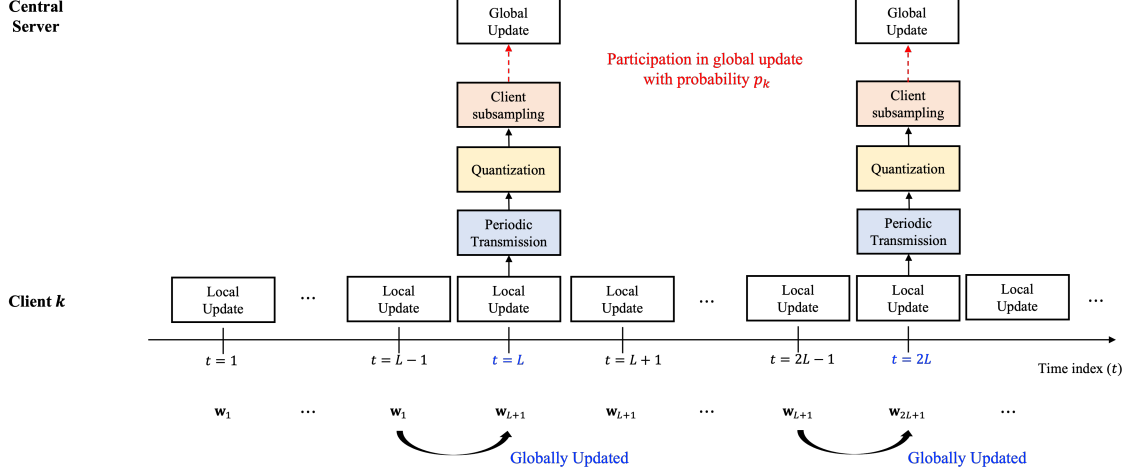 Central
Server
Global
Update
Global
Update
Participation in global update
with probability pₖ
Client
subsampling
Client
subsampling
Quantization
Quantization
Periodic
Transmission
Periodic
Transmission
Client k
Local
Update
...
Local
Update
Local
Update
Local
Update
...
Local
Update
Local
Update
Local
Update
...
t = 1
t = L − 1
t = L
t = L + 1
t = 2L − 1
t = 2L
Time index (t)
w₁
...
w₁
w_{L+1}
w_{L+1}
...
w_{L+1}
w_{2L+1}
...
Globally Updated
Globally Updated